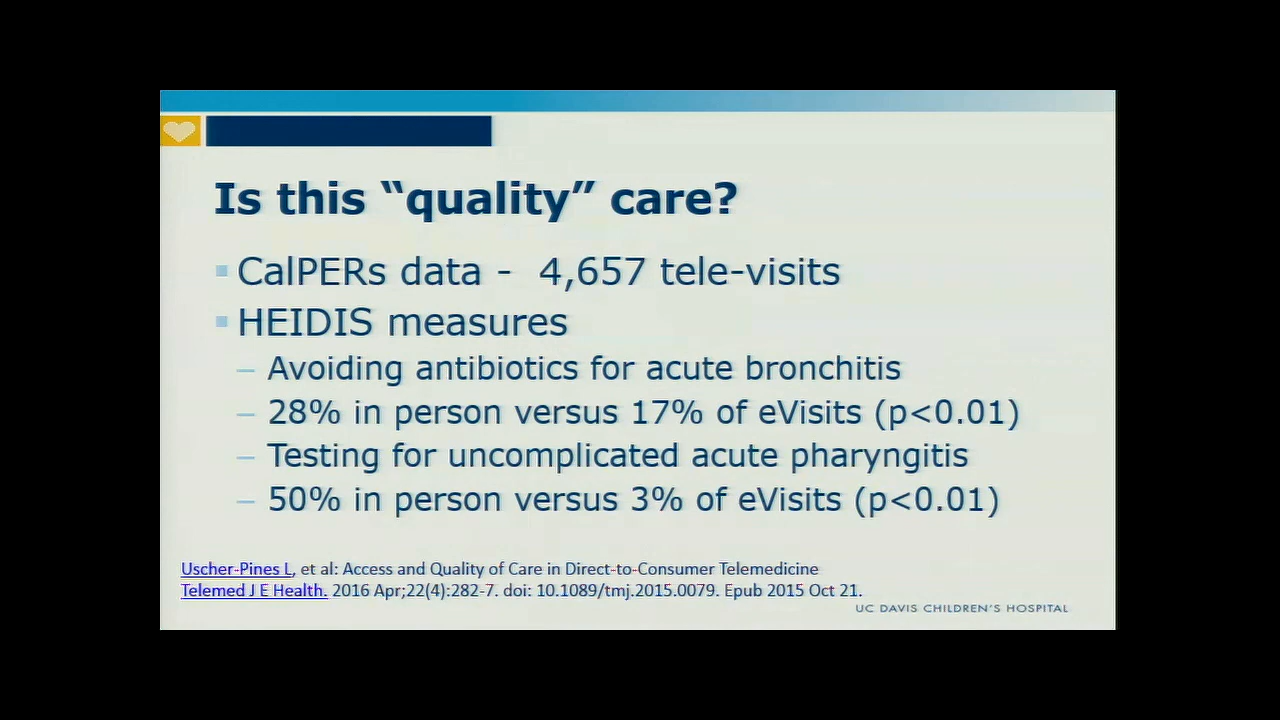 Is this “quality” care?
CalPERs data - 4,657 tele-visits
HEIDIS measures
– Avoiding antibiotics for acute bronchitis
– 28% in person versus 17% of eVisits (p<0.01)
– Testing for uncomplicated acute pharyngitis
– 50% in person versus 3% of eVisits (p<0.01)
Uscher-Pines L, et al: Access and Quality of Care in Direct-to-Consumer Telemedicine
Telemed J E Health. 2016 Apr;22(4):282-7. doi: 10.1089/tmj.2015.0079. Epub 2015 Oct 21.
UC DAVIS CHILDREN'S HOSPITAL